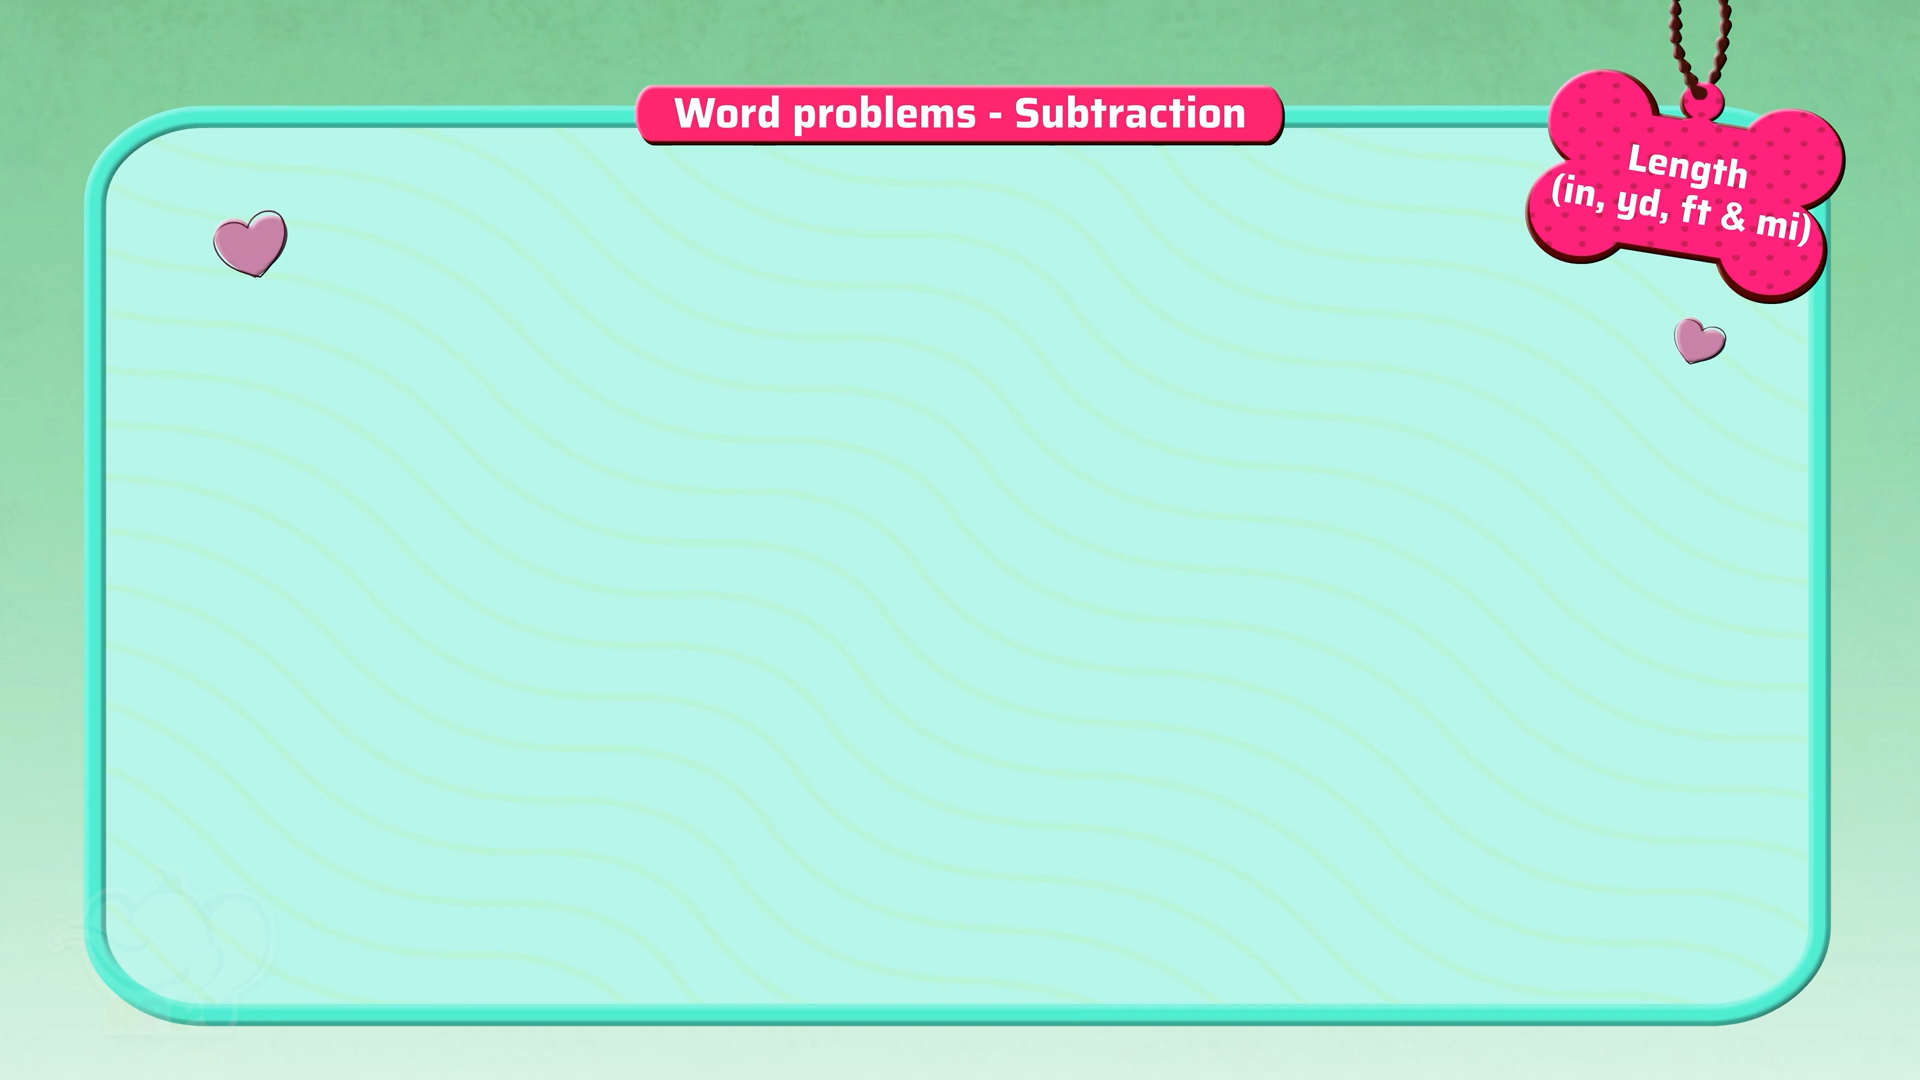 Word problems - Subtraction
Length
(in, yd, ft & mi)